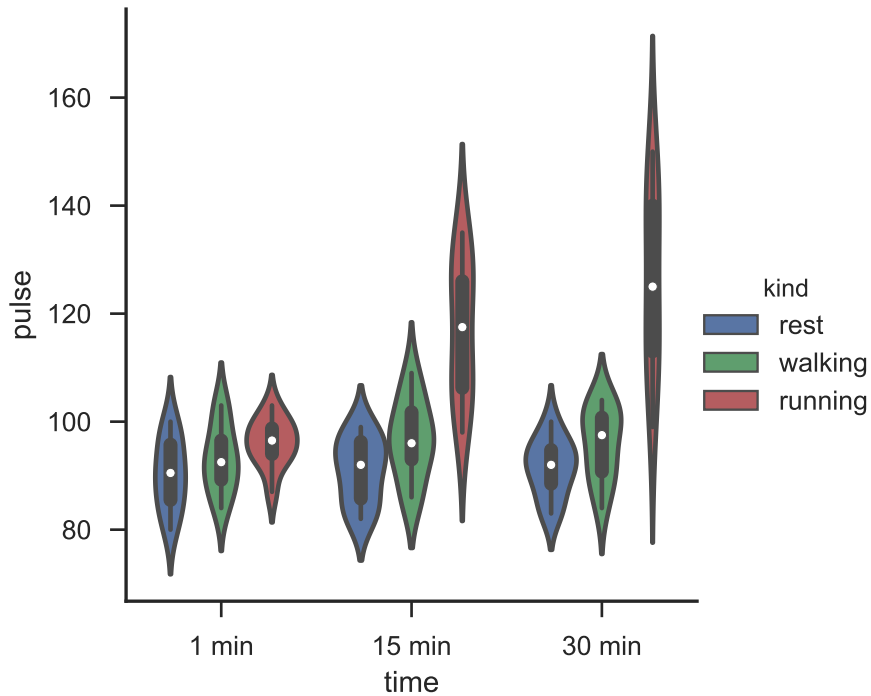 160
140
120
100
80
pulse
1 min
15 min
30 min
time
kind
rest
walking
running